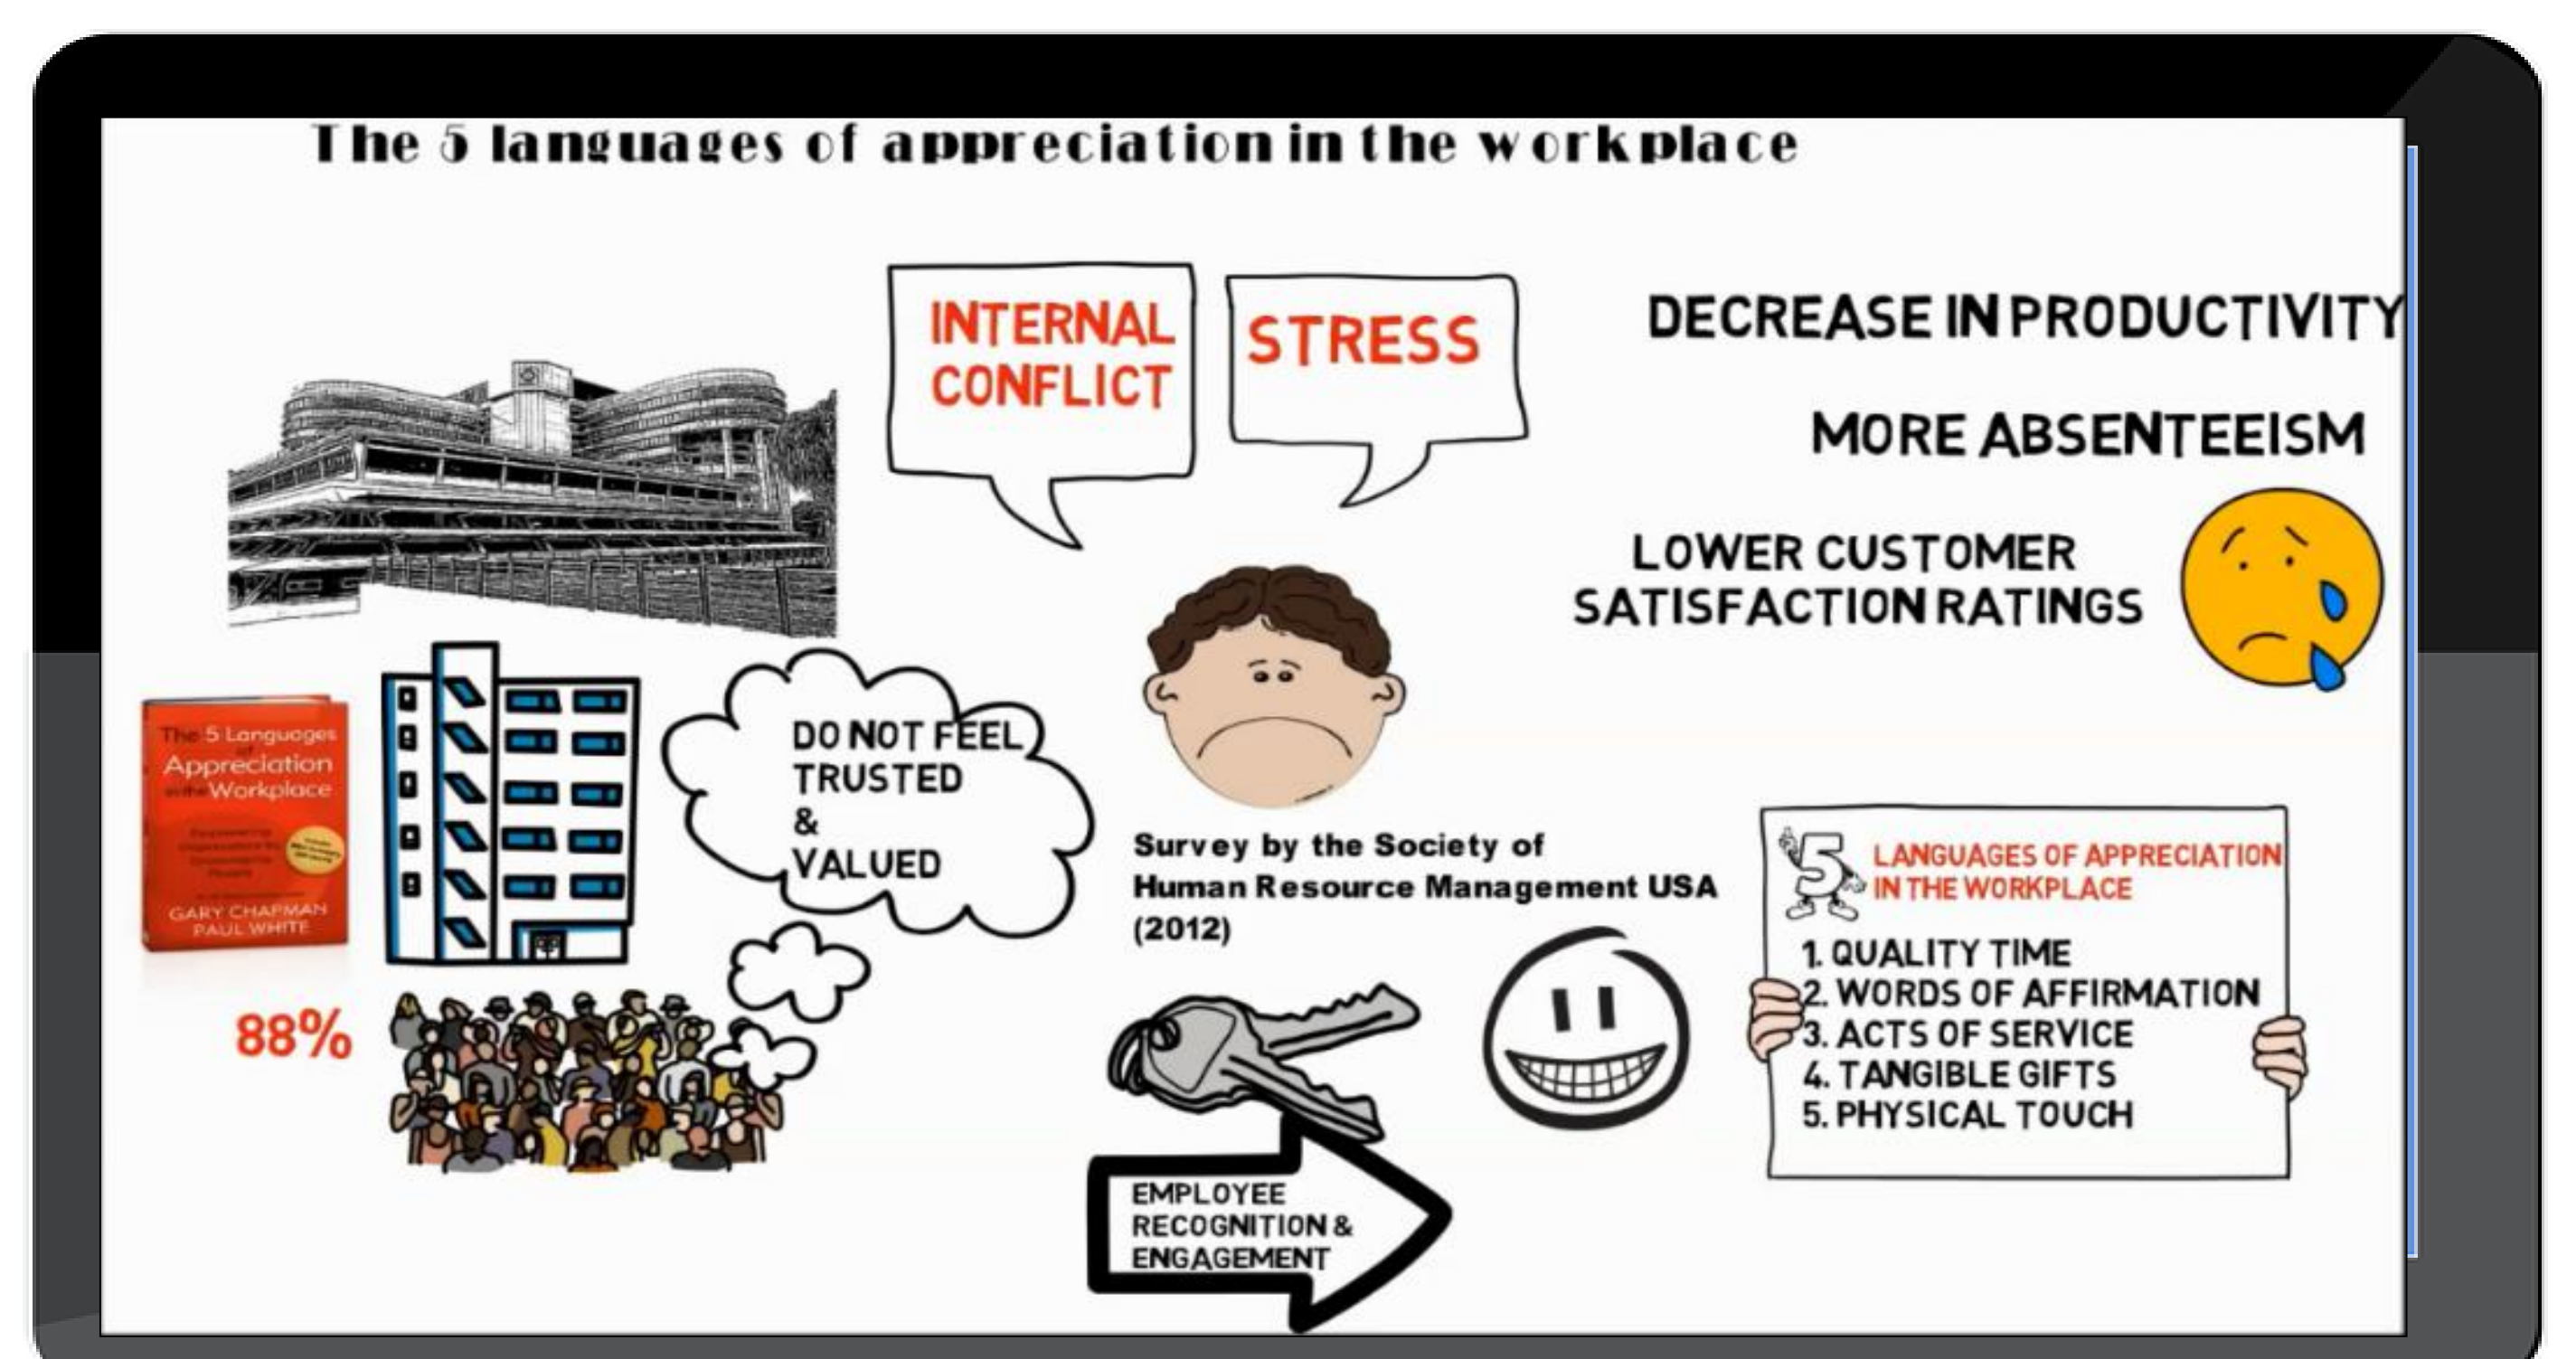 The 5 languages of appreciation in the workplace
INTERNAL
CONFLICT
STRESS
DECREASE IN PRODUCTIVITY
MORE ABSENTEEISM
LOWER CUSTOMER
SATISFACTION RATINGS
The 5 Languages
of
Appreciation
in the Workplace
GARY CHAPMAN
PAUL WHITE
88%
DO NOT FEEL
TRUSTED
&
VALUED
Survey by the Society of
Human Resource Management USA
(2012)
EMPLOYEE
RECOGNITION &
ENGAGEMENT
5 LANGUAGES OF APPRECIATION
IN THE WORKPLACE
1. QUALITY TIME
2. WORDS OF AFFIRMATION
3. ACTS OF SERVICE
4. TANGIBLE GIFTS
5. PHYSICAL TOUCH